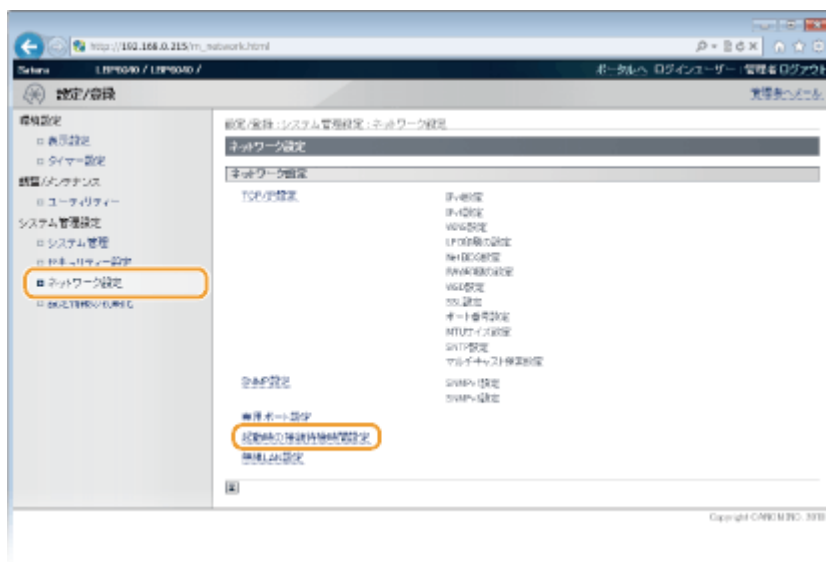 http://192.168.0.215/m_network.html
Satera LBP6040 / LBP6040 /
ポータルへ ログインユーザー: 管理者 ログアウト
設定/登録
管理者へメール
環境設定
表示設定
タイマー設定
調整/メンテナンス
ユーティリティー
システム管理設定
システム管理
セキュリティー設定
ネットワーク設定
設定情報の初期化
設定/登録 : システム管理設定 : ネットワーク設定
ネットワーク設定
ネットワーク設定
TCP/IP設定
IPv4設定
IPv6設定
WINS設定
LPD印刷の設定
NetBIOS設定
RAW印刷の設定
WSD設定
SSL設定
ポート番号設定
MTUサイズ設定
SNTP設定
マルチキャスト探索設定
SNMP設定
SNMPv1設定
SNMPv3設定
専用ポート設定
起動時の接続待機時間設定
無線LAN設定
Copyright CANON INC.